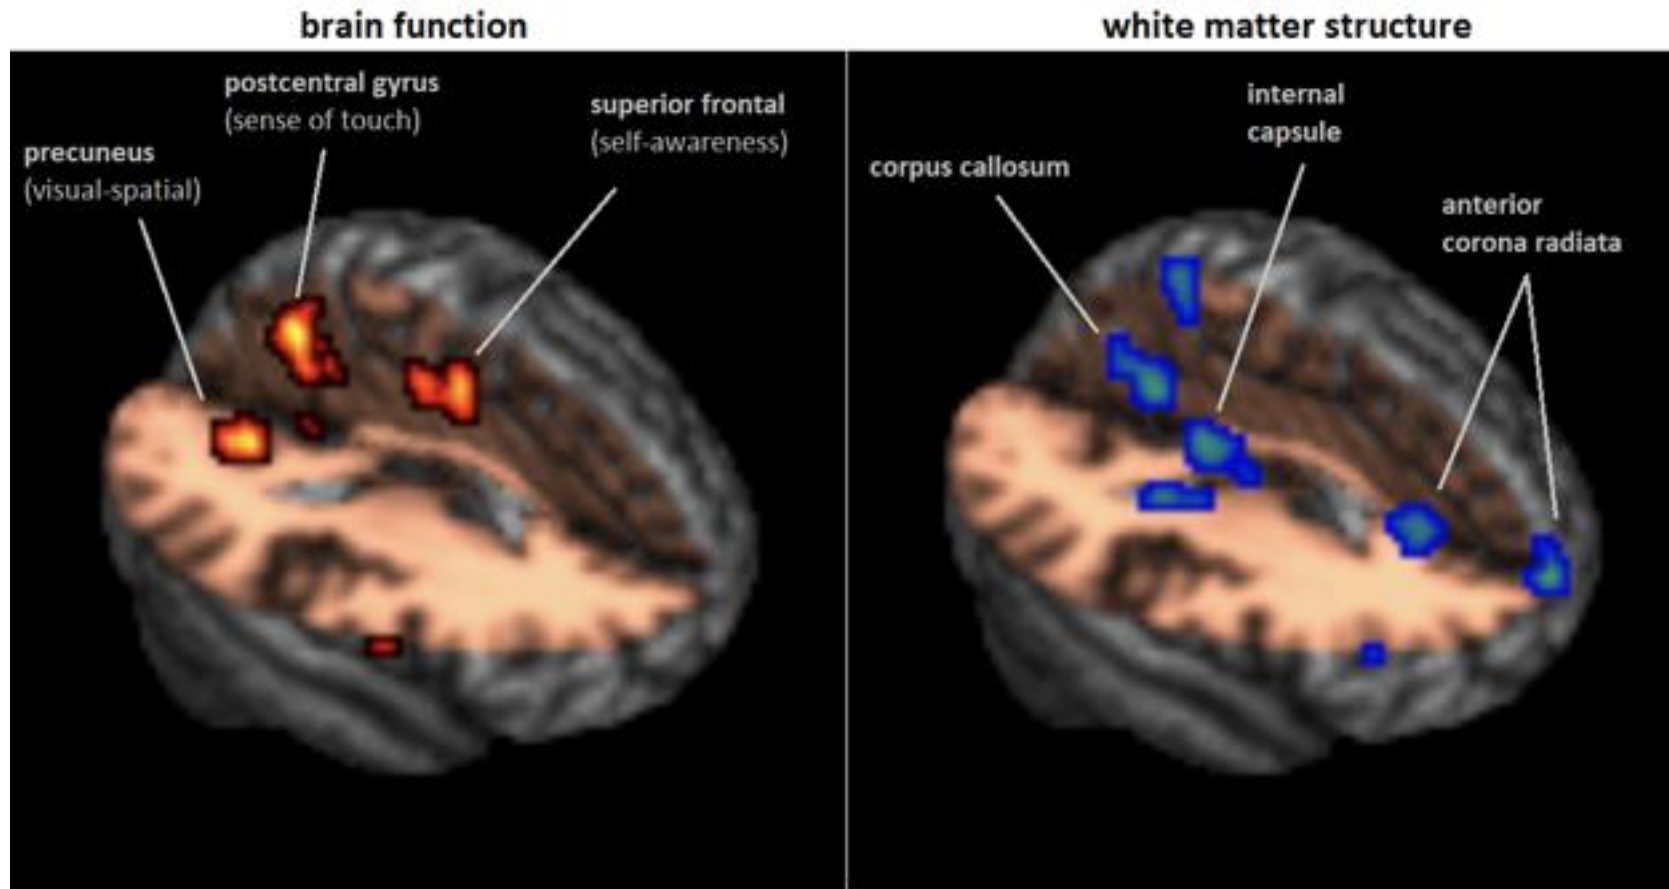 brain function
postcentral gyrus
(sense of touch)
superior frontal
(self-awareness)
precuneus
(visual-spatial)
white matter structure
internal
capsule
corpus callosum
anterior
corona radiata